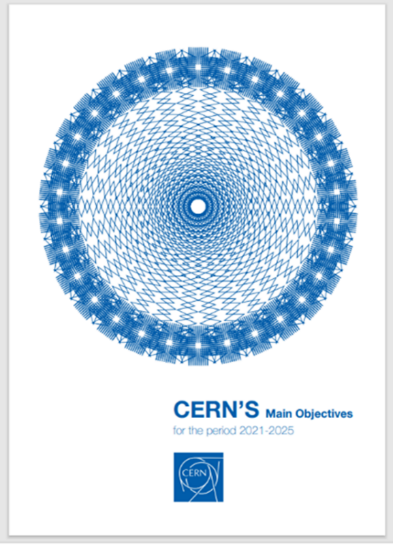 CERN'S Main Objectives
for the period 2021-2025
CERN